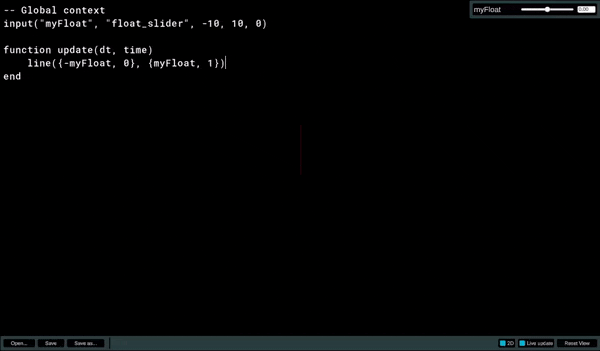 -- Global context
input("myFloat", "float_slider", -10, 10, 0)
function update(dt, time)
    line({-myFloat, 0}, {myFloat, 1})
end
myFloat 0.00
Open... Save Save as... 2D Live update Reset View